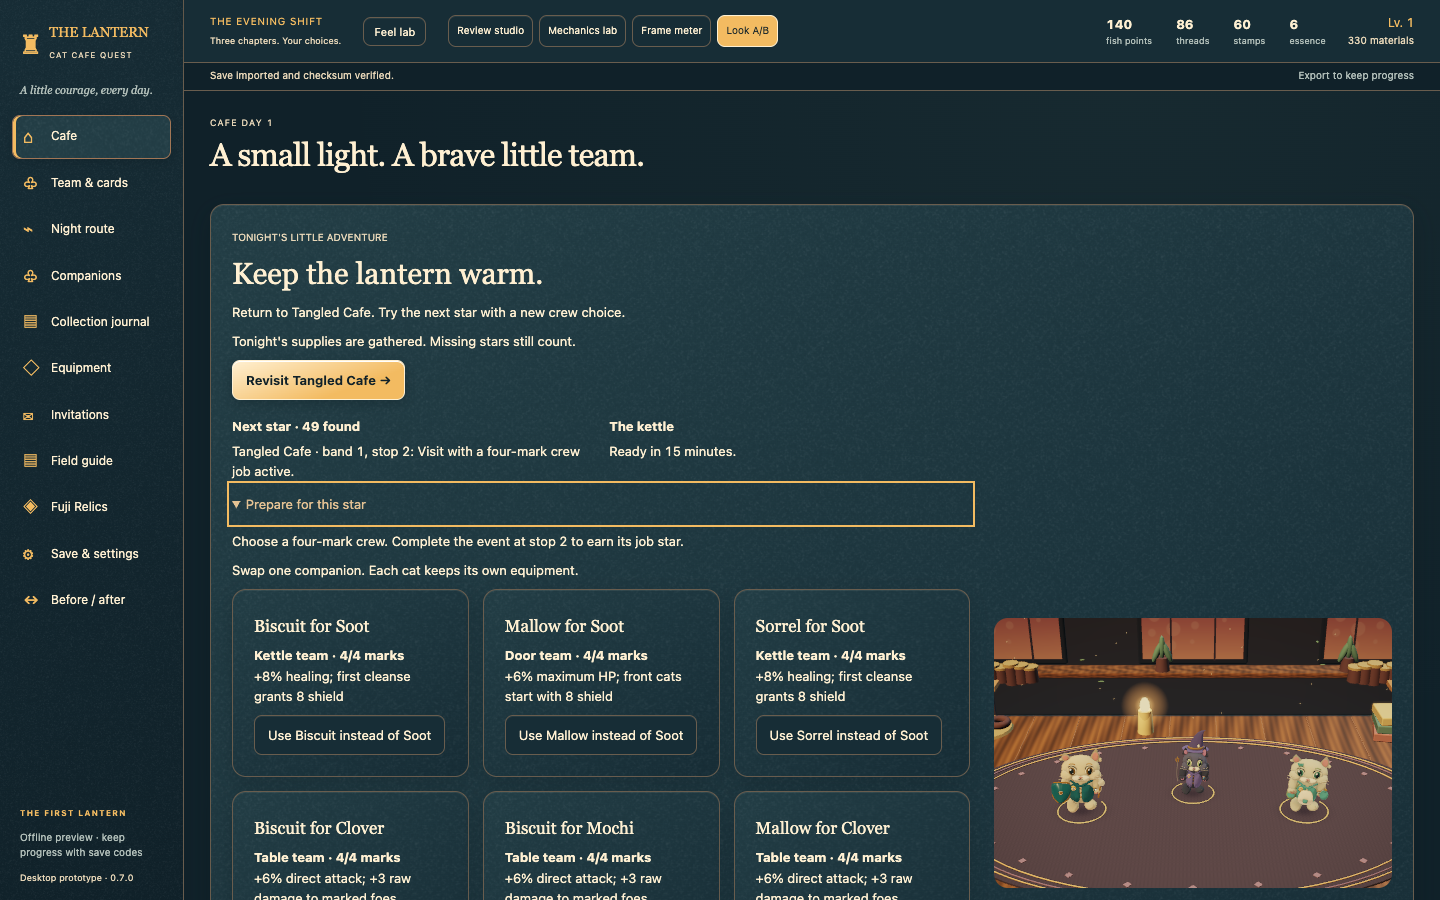 THE LANTERN
CAT CAFE QUEST
A little courage, every day.
Cafe
Team & cards
Night route
Companions
Collection journal
Equipment
Invitations
Field guide
Fuji Relics
Save & settings
Before / after
THE FIRST LANTERN
Offline preview · keep
progress with save codes
Desktop prototype · 0.7.0
THE EVENING SHIFT
Three chapters. Your choices.
Feel lab
Review studio
Mechanics lab
Frame meter
Look A/B
140
fish points
86
threads
60
stamps
6
essence
Lv. 1
330 materials
Save imported and checksum verified.
Export to keep progress
CAFE DAY 1
A small light. A brave little team.
TONIGHT'S LITTLE ADVENTURE
Keep the lantern warm.
Return to Tangled Cafe. Try the next star with a new crew choice.
Tonight's supplies are gathered. Missing stars still count.
Revisit Tangled Cafe →
Next star · 49 found
Tangled Cafe · band 1, stop 2: Visit with a four-mark crew
job active.
The kettle
Ready in 15 minutes.
▼ Prepare for this star
Choose a four-mark crew. Complete the event at stop 2 to earn its job star.
Swap one companion. Each cat keeps its own equipment.
Biscuit for Soot
Kettle team · 4/4 marks
+8% healing; first cleanse
grants 8 shield
Use Biscuit instead of Soot
Mallow for Soot
Door team · 4/4 marks
+6% maximum HP; front cats
start with 8 shield
Use Mallow instead of Soot
Sorrel for Soot
Kettle team · 4/4 marks
+8% healing; first cleanse
grants 8 shield
Use Sorrel instead of Soot
Biscuit for Clover
Table team · 4/4 marks
+6% direct attack; +3 raw
damage to marked foes
Biscuit for Mochi
Table team · 4/4 marks
+6% direct attack; +3 raw
damage to marked foes
Mallow for Clover
Table team · 4/4 marks
+6% direct attack; +3 raw
damage to marked foes